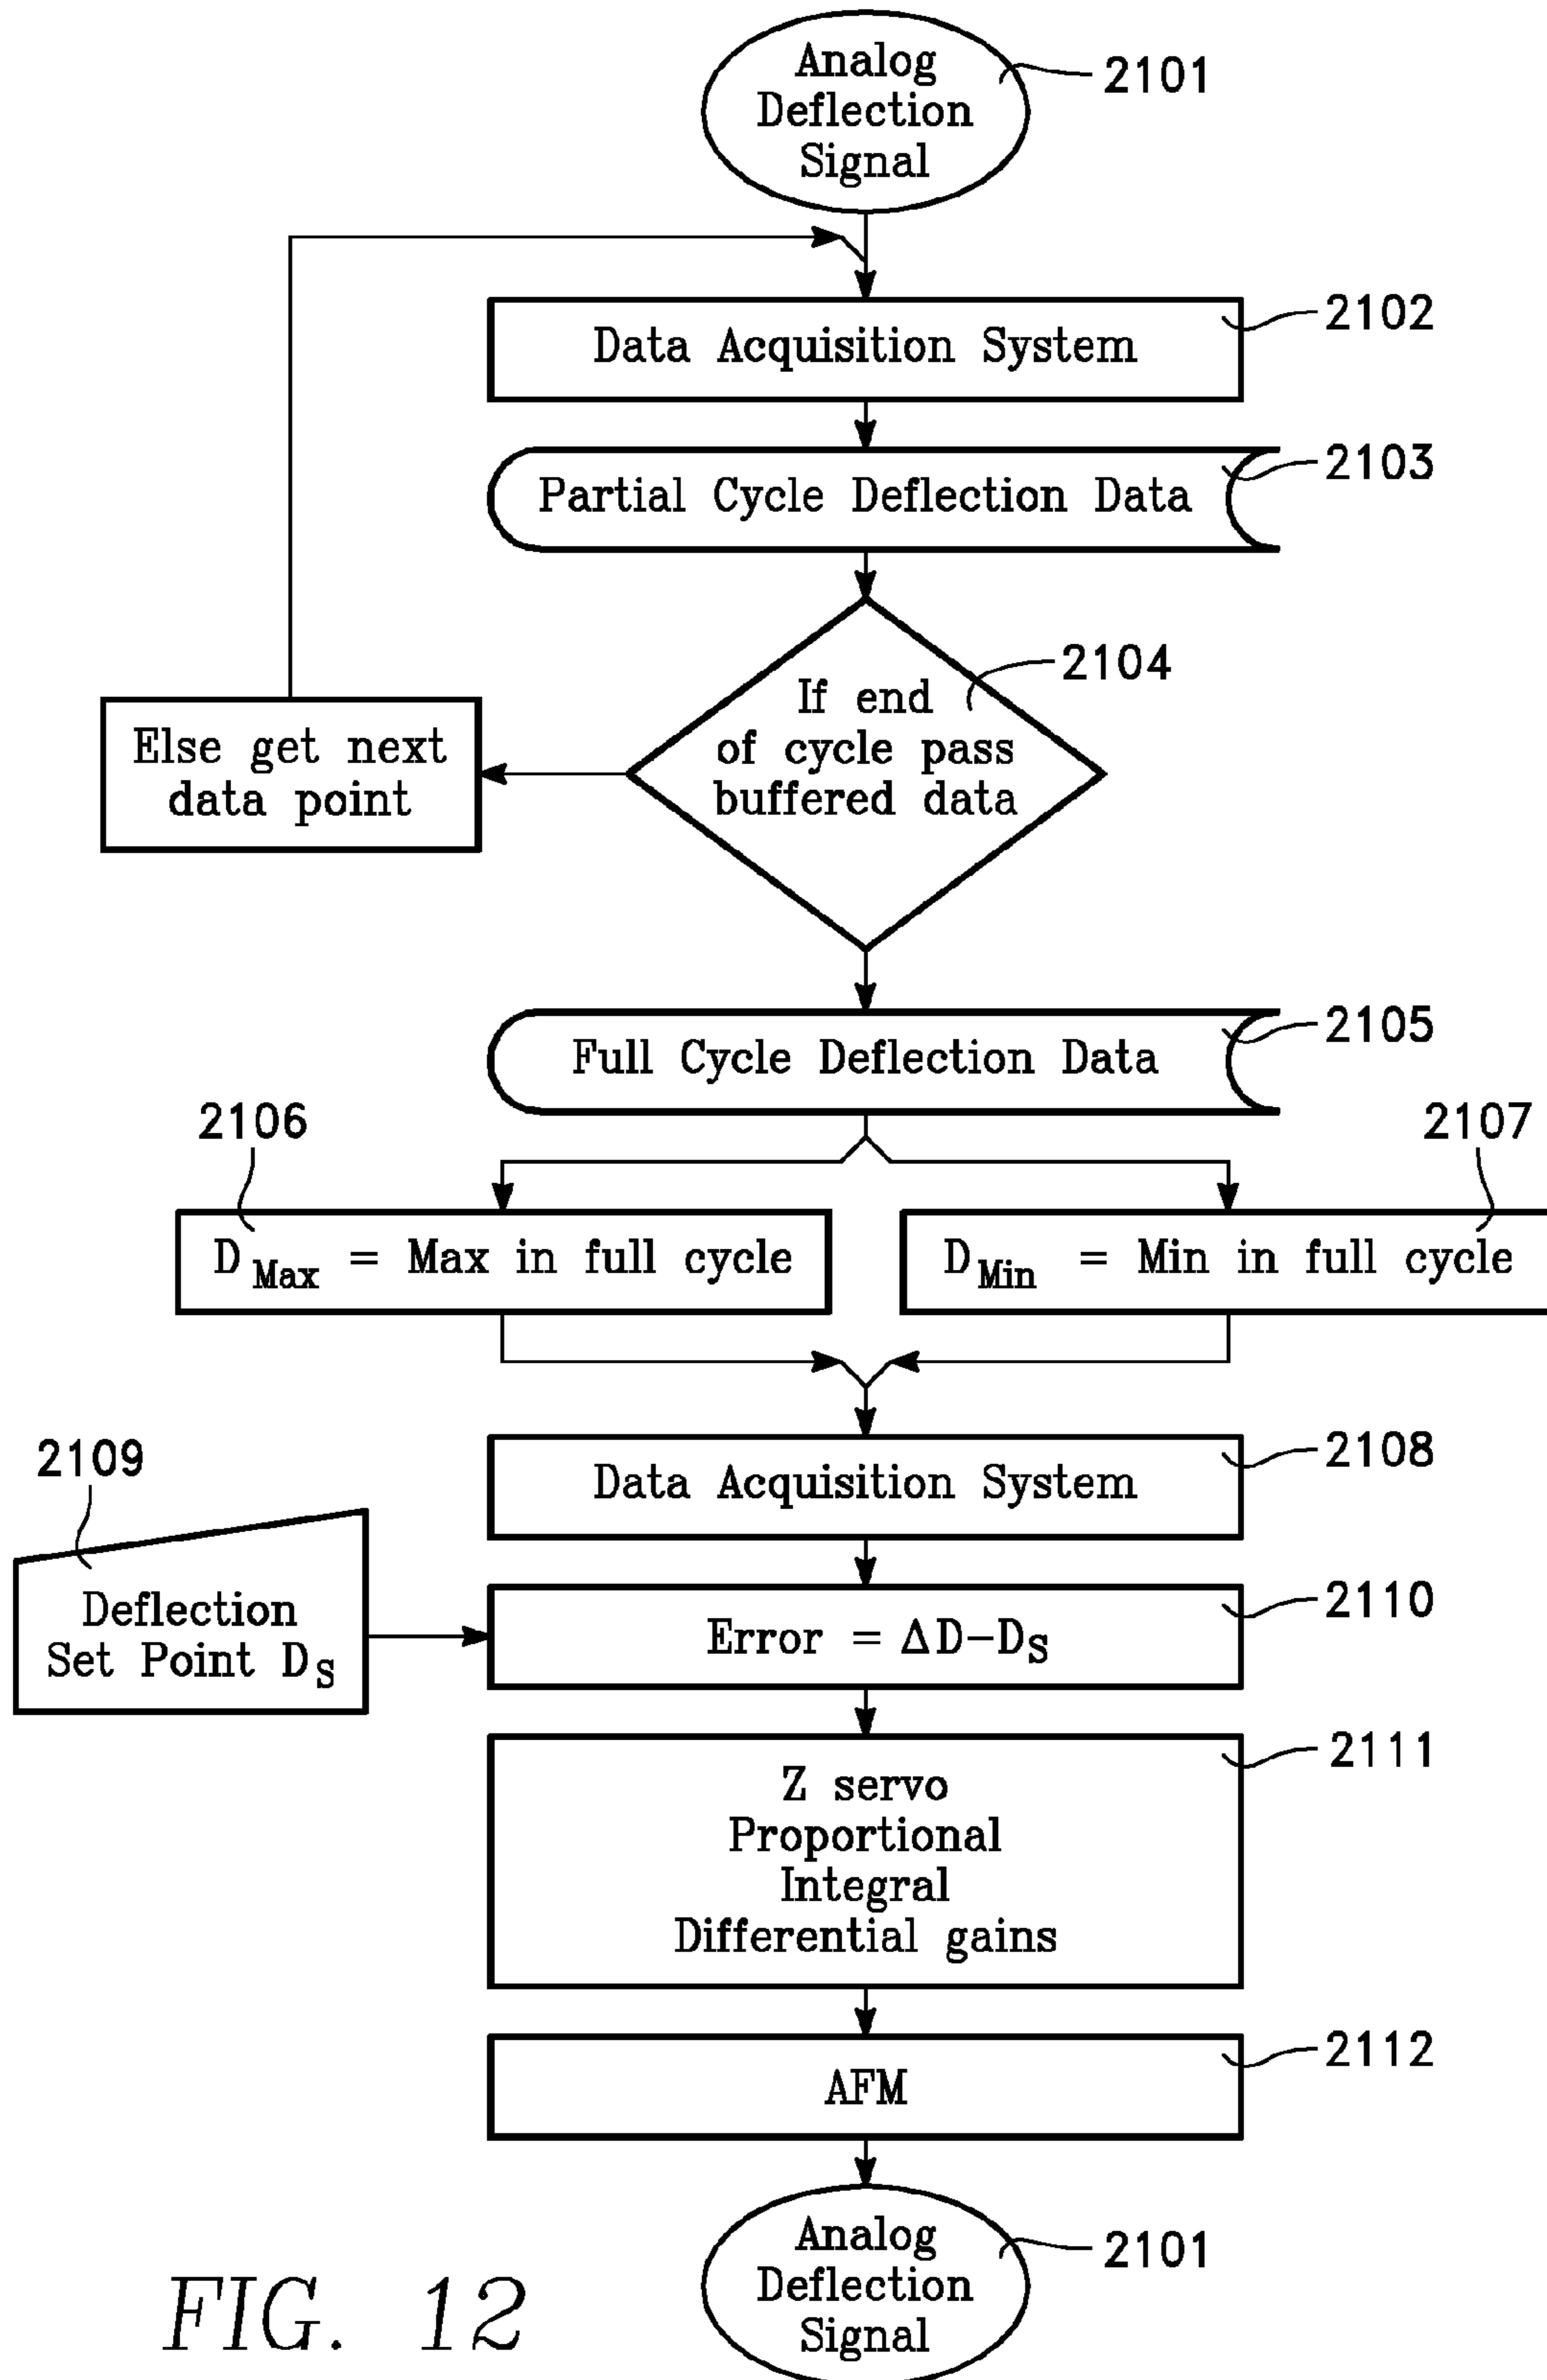 Analog
Deflection
Signal
2101
Data Acquisition System
2102
Partial Cycle Deflection Data
2103
If end
of cycle pass
buffered data
2104
Else get next
data point
Full Cycle Deflection Data
2105
2106
D Max = Max in full cycle
2107
D Min = Min in full cycle
Data Acquisition System
2108
2109
Deflection
Set Point DS
Error = ΔD-DS
2110
Z servo
Proportional
Integral
Differential gains
2111
AFM
2112
Analog
Deflection
Signal
2101
FIG. 12